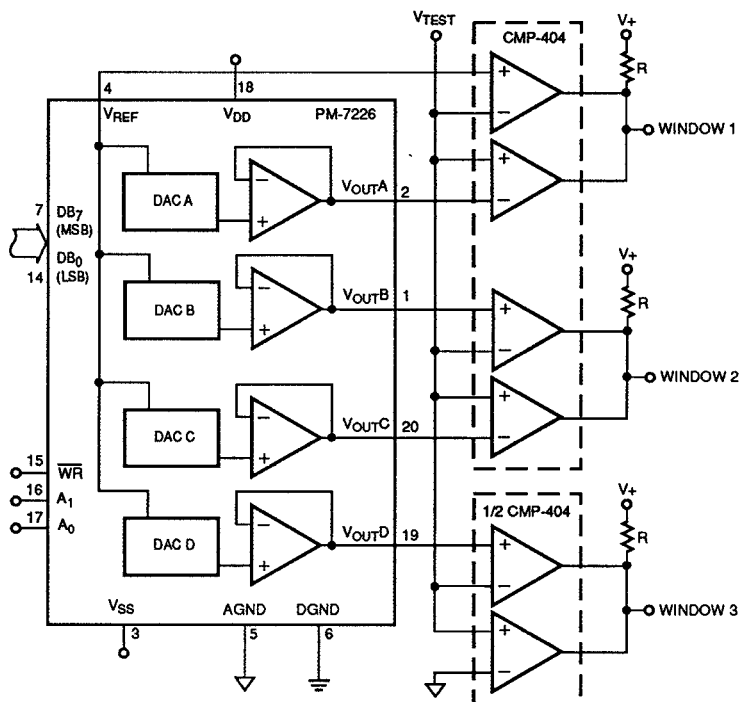 VTEST
CMP-404
V+
R
+
−
WINDOW 1
+
−
4
18
VREF
VDD
PM-7226
DAC A
−
+
VOUTA
2
7
DB7
(MSB)
DB0
(LSB)
14
V+
R
DAC B
−
+
VOUTB
1
+
−
WINDOW 2
+
−
DAC C
−
+
VOUTC
20
15
WR
16
A1
17
A0
1/2 CMP-404
V+
R
DAC D
−
+
VOUTD
19
+
−
WINDOW 3
+
−
VSS
AGND
DGND
3
5
6